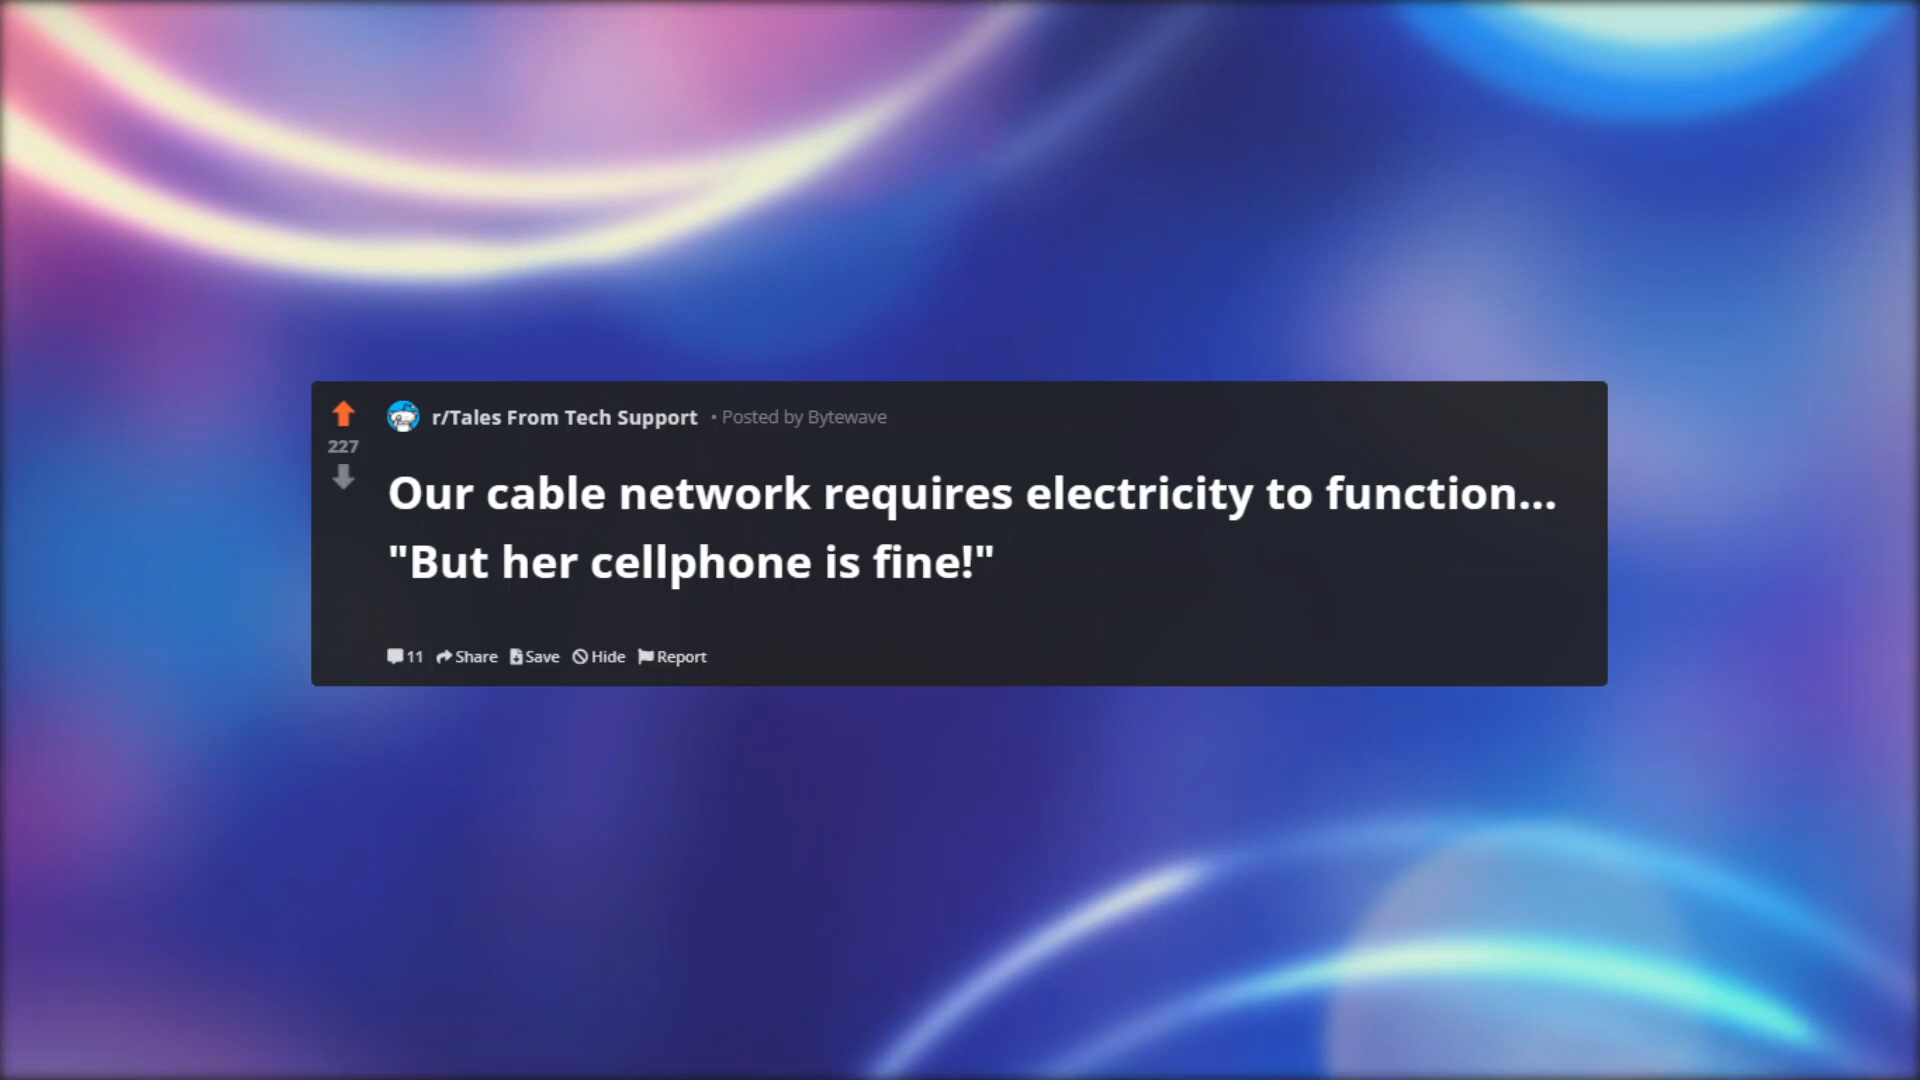 r/Tales From Tech Support • Posted by Bytewave
227
Our cable network requires electricity to function...
"But her cellphone is fine!"
11 Share Save Hide Report